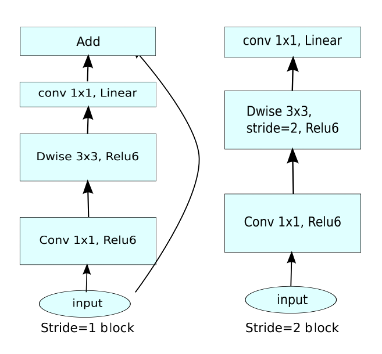 Add
conv 1x1, Linear
Dwise 3x3, Relu6
Conv 1x1, Relu6
input
Stride=1 block
conv 1x1, Linear
Dwise 3x3,
stride=2, Relu6
Conv 1x1, Relu6
input
Stride=2 block